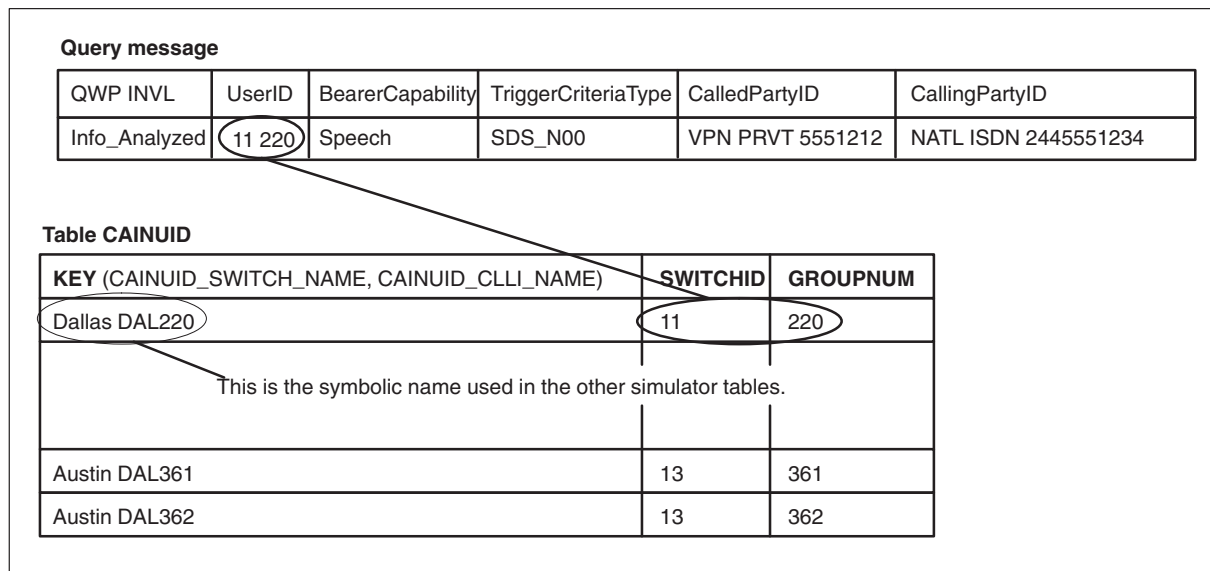 Query message
QWP INVL UserID BearerCapability TriggerCriteriaType CalledPartyID CallingPartyID
Info_Analyzed 11 220 Speech SDS_N00 VPN PRVT 5551212 NATL ISDN 2445551234
Table CAINUID
KEY (CAINUID_SWITCH_NAME, CAINUID_CLLI_NAME) SWITCHID GROUPNUM
Dallas DAL220 11 220
This is the symbolic name used in the other simulator tables.
Austin DAL361 13 361
Austin DAL362 13 362